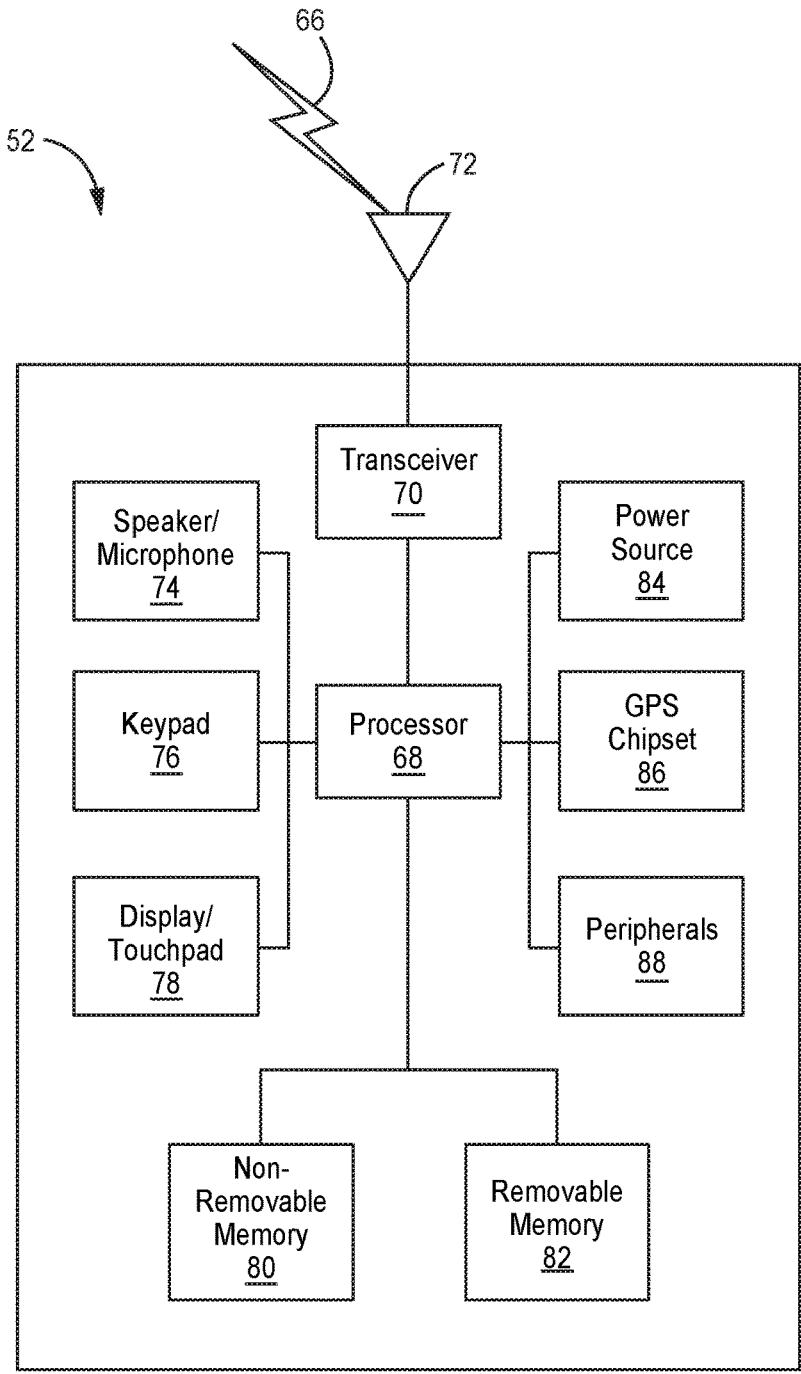 66
52
72
Transceiver
70
Speaker/
Microphone
74
Power
Source
84
Keypad
76
Processor
68
GPS
Chipset
86
Display/
Touchpad
78
Peripherals
88
Non-
Removable
Memory
80
Removable
Memory
82